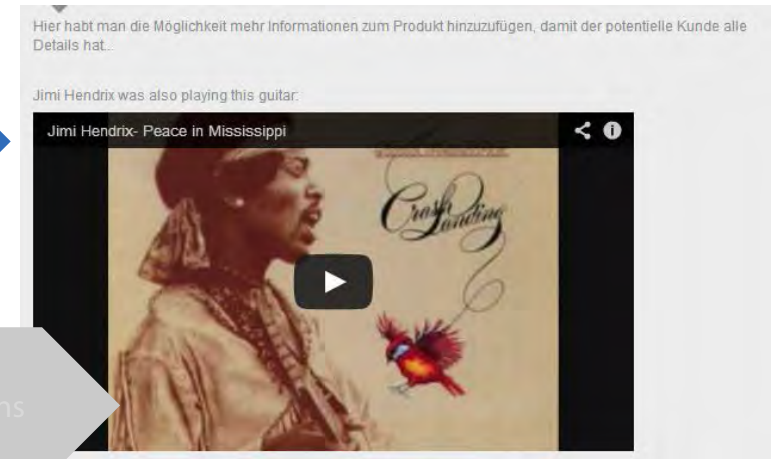 Hier habt man die Möglichkeit mehr Informationen zum Produkt hinzuzufügen, damit der potentielle Kunde alle
Details hat...
Jimi Hendrix was also playing this guitar:
Jimi Hendrix- Peace in Mississippi
Crash
Landing
ns